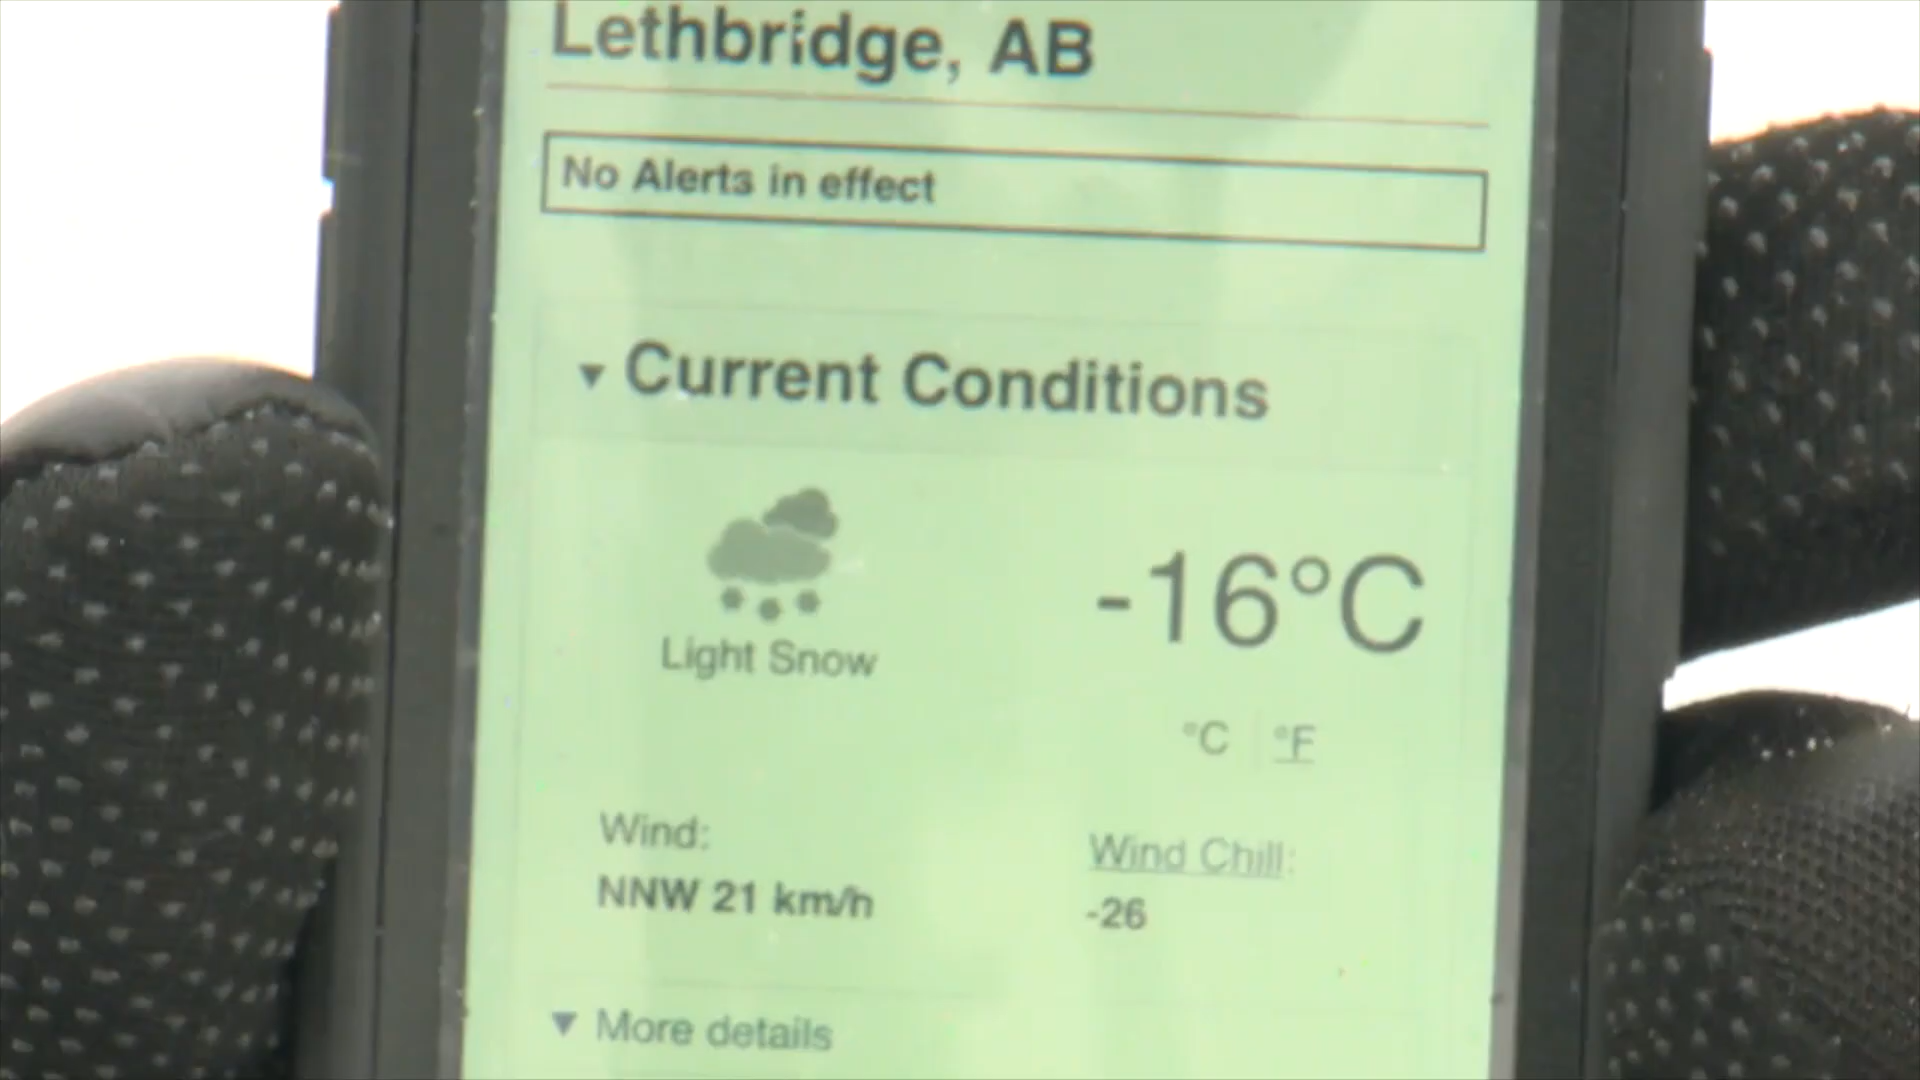 Lethbridge, AB
No Alerts in effect
▼ Current Conditions
Light Snow
-16°C
°C | °F
Wind:
NNW 21 km/h
Wind Chill:
-26
▼ More details